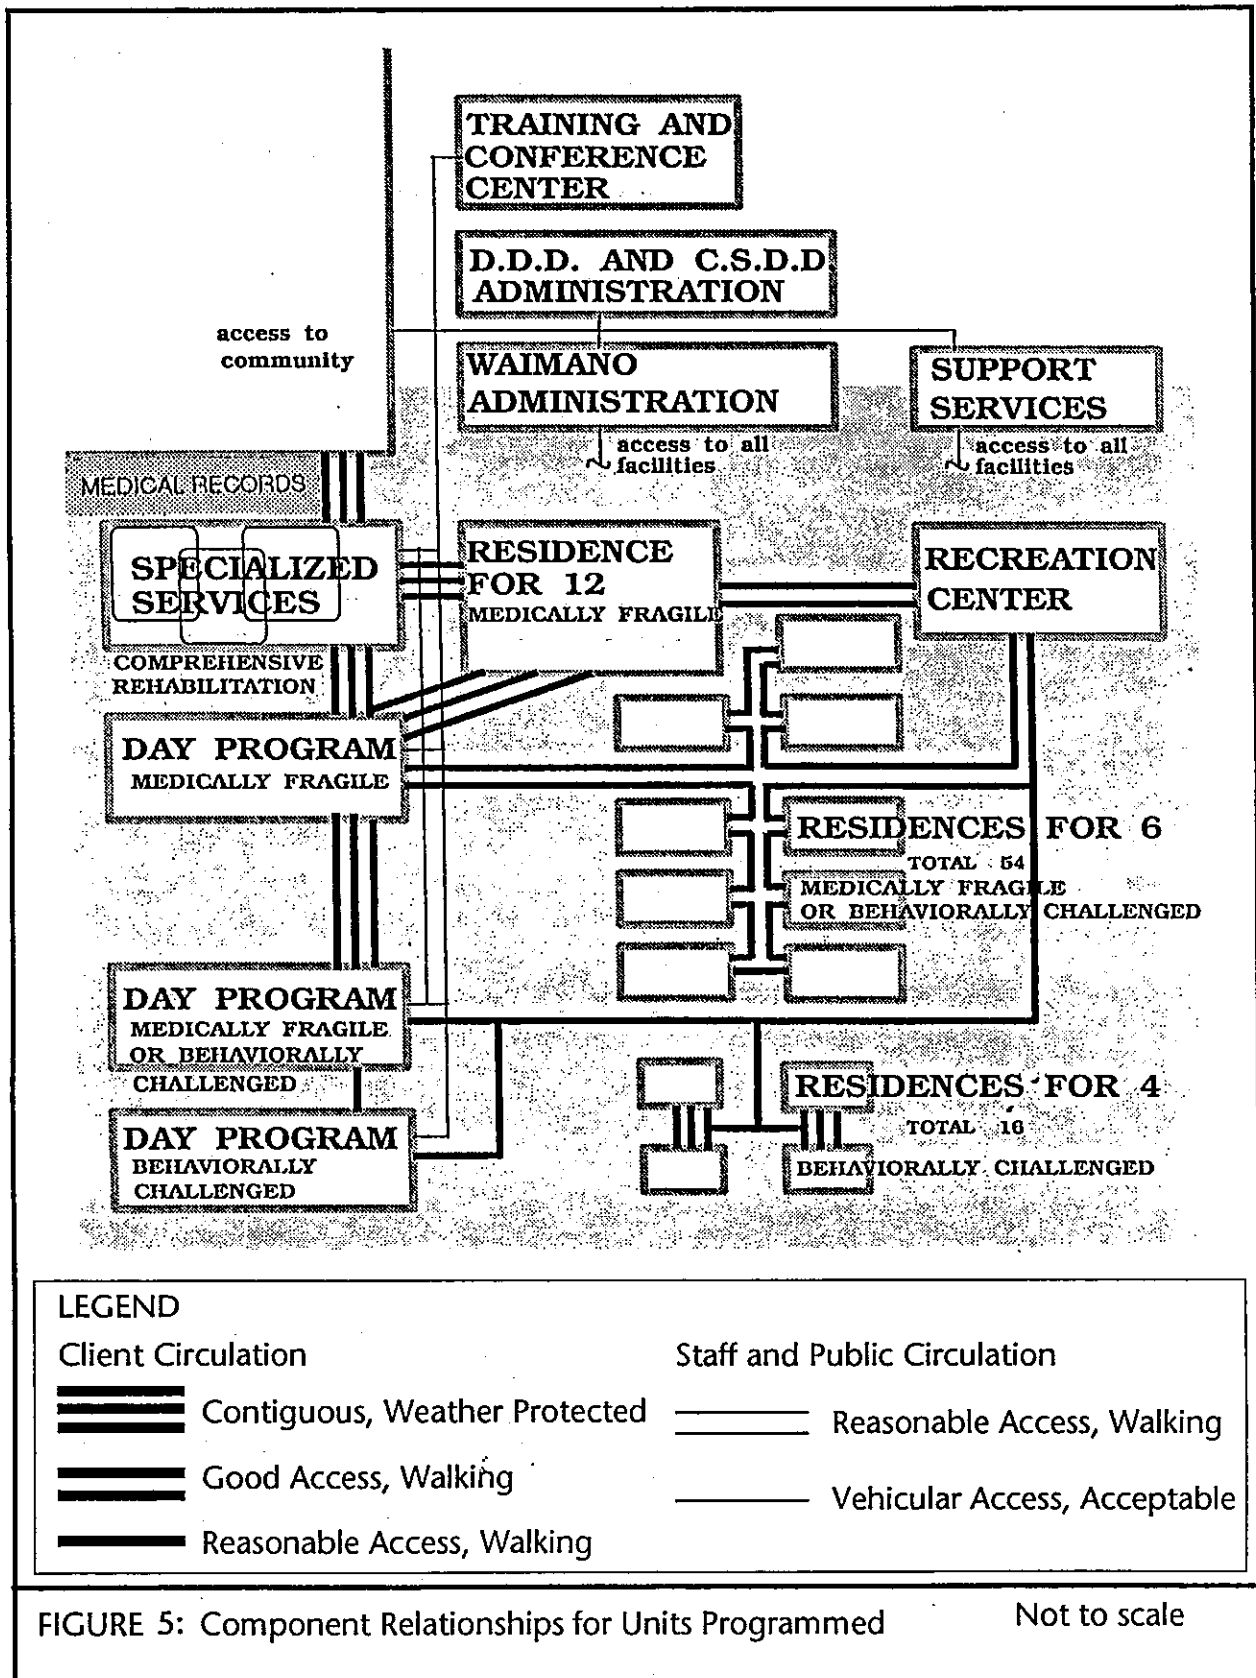 TRAINING AND
CONFERENCE
CENTER
D.D.D. AND C.S.D.D.
ADMINISTRATION
access to
community
WAIMANO
ADMINISTRATION
SUPPORT
SERVICES
access to all
facilities
access to all
facilities
MEDICAL RECORDS
SPECIALIZED
SERVICES
RESIDENCE
FOR 12
MEDICALLY FRAGILE
RECREATION
CENTER
COMPREHENSIVE
REHABILITATION
DAY PROGRAM
MEDICALLY FRAGILE
RESIDENCES FOR 6
TOTAL 54
MEDICALLY FRAGILE
OR BEHAVIORALLY CHALLENGED
DAY PROGRAM
MEDICALLY FRAGILE
OR BEHAVIORALLY
CHALLENGED
RESIDENCES FOR 4
TOTAL 16
BEHAVIORALLY CHALLENGED
DAY PROGRAM
BEHAVIORALLY
CHALLENGED
LEGEND
Client Circulation
Contiguous, Weather Protected
Good Access, Walking
Reasonable Access, Walking
Staff and Public Circulation
Reasonable Access, Walking
Vehicular Access, Acceptable
FIGURE 5: Component Relationships for Units Programmed
Not to scale